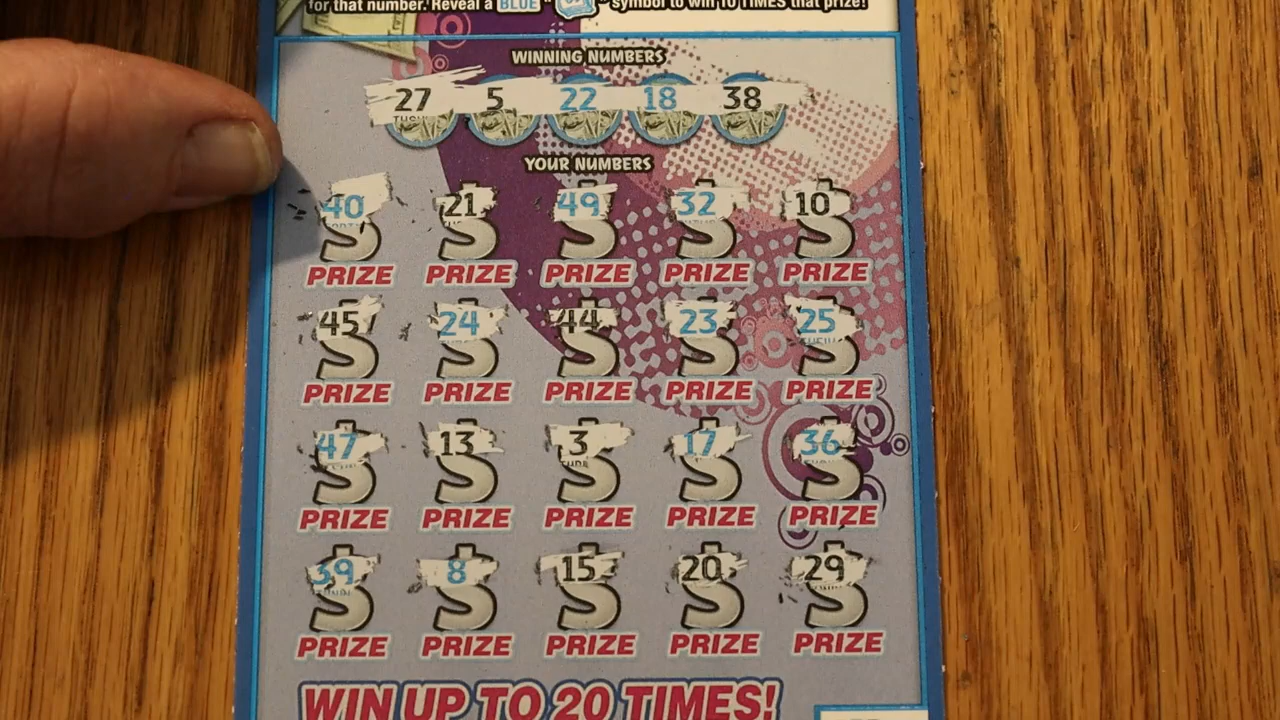 for that number. Reveal a BLUE " " symbol to win 10 TIMES that prize!
WINNING NUMBERS
27 5 22 18 38
YOUR NUMBERS
40 21 49 32 10
PRIZE PRIZE PRIZE PRIZE PRIZE
45 24 44 23 25
PRIZE PRIZE PRIZE PRIZE PRIZE
47 13 3 17 36
PRIZE PRIZE PRIZE PRIZE PRIZE
39 8 15 20 29
PRIZE PRIZE PRIZE PRIZE PRIZE
WIN UP TO 20 TIMES!